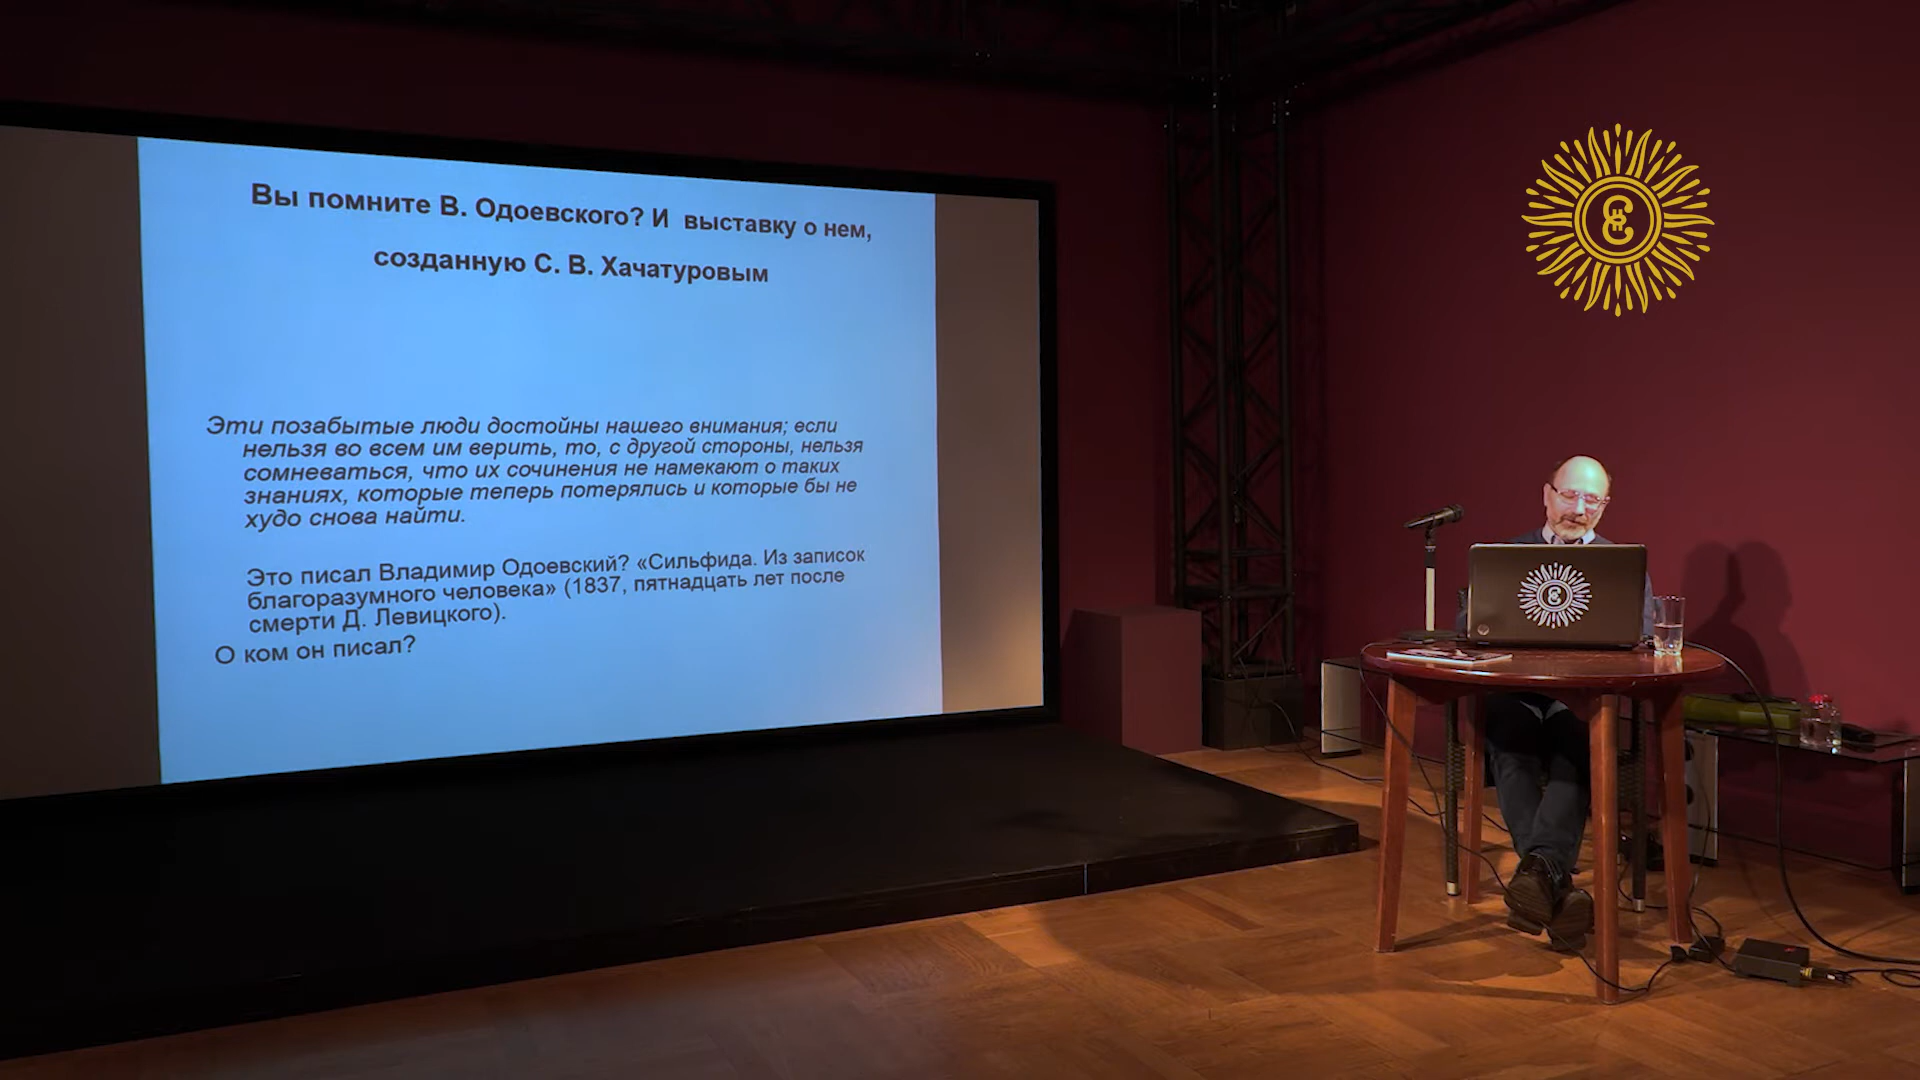 Вы помните В. Одоевского? И выставку о нем,
созданную С. В. Хачатуровым
Эти позабытые люди достойны нашего внимания; если
нельзя во всем им верить, то, с другой стороны, нельзя
сомневаться, что их сочинения не намекают о таких
знаниях, которые теперь потерялись и которые бы не
худо снова найти.
Это писал Владимир Одоевский? «Сильфида. Из записок
благоразумного человека» (1837, пятнадцать лет после
смерти Д. Левицкого).
О ком он писал?